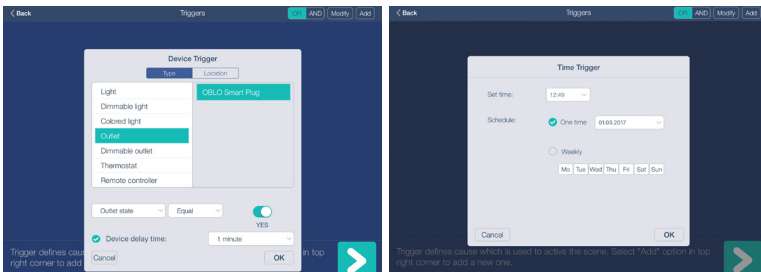 Back
Triggers
OR AND Modify Add
Device Trigger
Type Location
Light
Dimmable light
Colored light
Outlet
Dimmable outlet
Thermostat
Remote controller
OBLO Smart Plug
Outlet state Equal
YES
Device delay time: 1 minute
Cancel OK
Trigger defines cau in top
right corner to add
Back
Triggers
OR AND Modify Add
Time Trigger
Set time: 12:49
Schedule: One time 01.03.2017
Weekly
Mo Tue Wed Thu Fri Sat Sun
Cancel OK
Trigger defines cause which is used to active the scene. Select "Add" option in top
right corner to add a new one.